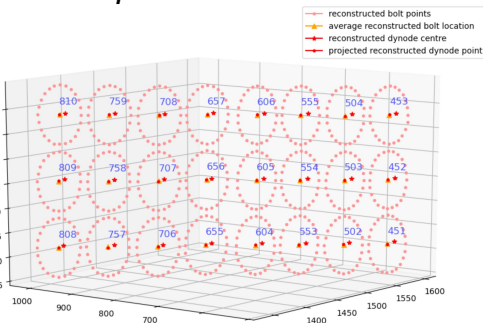 reconstructed bolt points
average reconstructed bolt location
reconstructed dynode centre
projected reconstructed dynode point
810 759 708 657 606 555 504 453
809 758 707 656 605 554 503 452
808 757 706 655 604 553 502 451
1000
900
800
700
1400
1450
1500
1550
1600